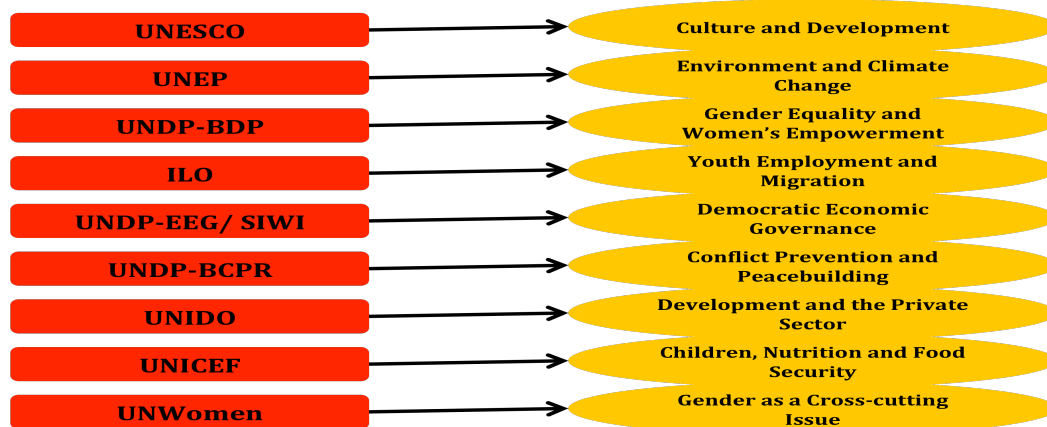 UNESCO
Culture and Development
UNEP
Environment and Climate
Change
UNDP-BDP
Gender Equality and
Women’s Empowerment
ILO
Youth Employment and
Migration
UNDP-EEG/ SIWI
Democratic Economic
Governance
UNDP-BCPR
Conflict Prevention and
Peacebuilding
UNIDO
Development and the Private
Sector
UNICEF
Children, Nutrition and Food
Security
UNWomen
Gender as a Cross-cutting
Issue